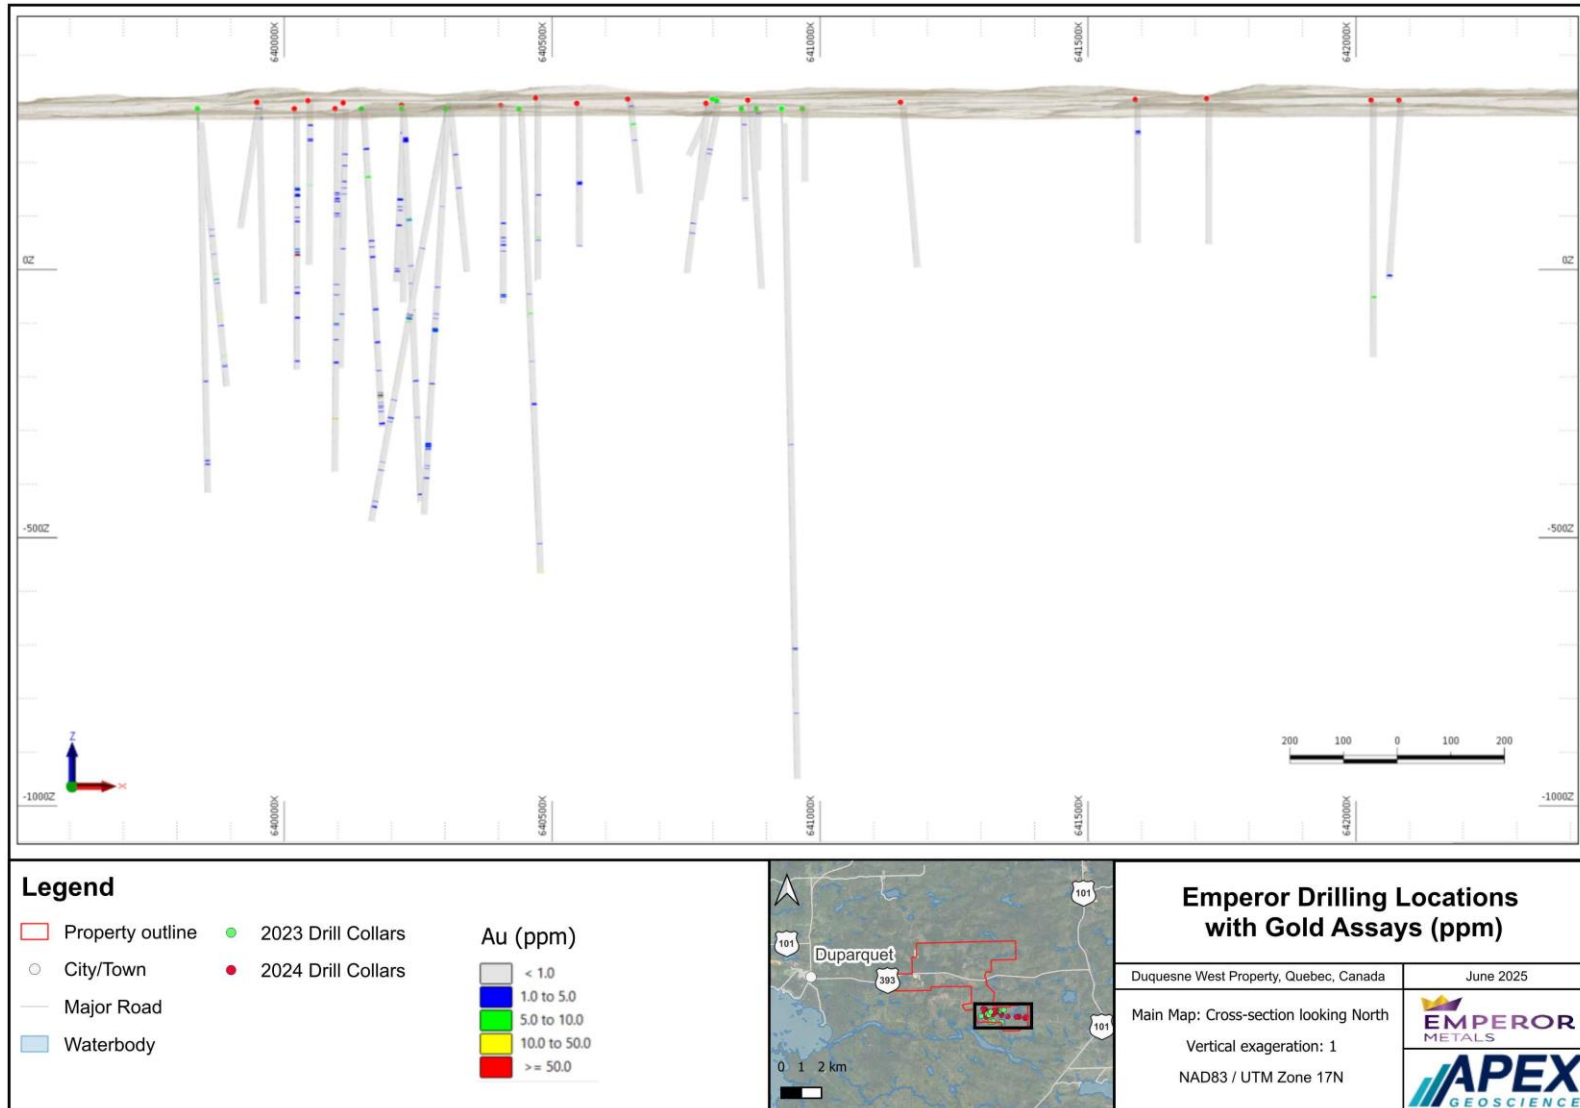 640000X
640500X
641000X
641500X
642000X
0Z
0Z
-500Z
-500Z
-1000Z
-1000Z
Z
X
200 100 0 100 200
640000X
640500X
641000X
641500X
642000X
Legend
Property outline
City/Town
Major Road
Waterbody
2023 Drill Collars
2024 Drill Collars
Au (ppm)
< 1.0
1.0 to 5.0
5.0 to 10.0
10.0 to 50.0
>= 50.0
101
101
Duparquet
393
101
0 1 2 km
Emperor Drilling Locations
with Gold Assays (ppm)
Duquesne West Property, Quebec, Canada
June 2025
Main Map: Cross-section looking North
Vertical exageration: 1
NAD83 / UTM Zone 17N
EMPEROR
METALS
APEX
GEOSCIENCE